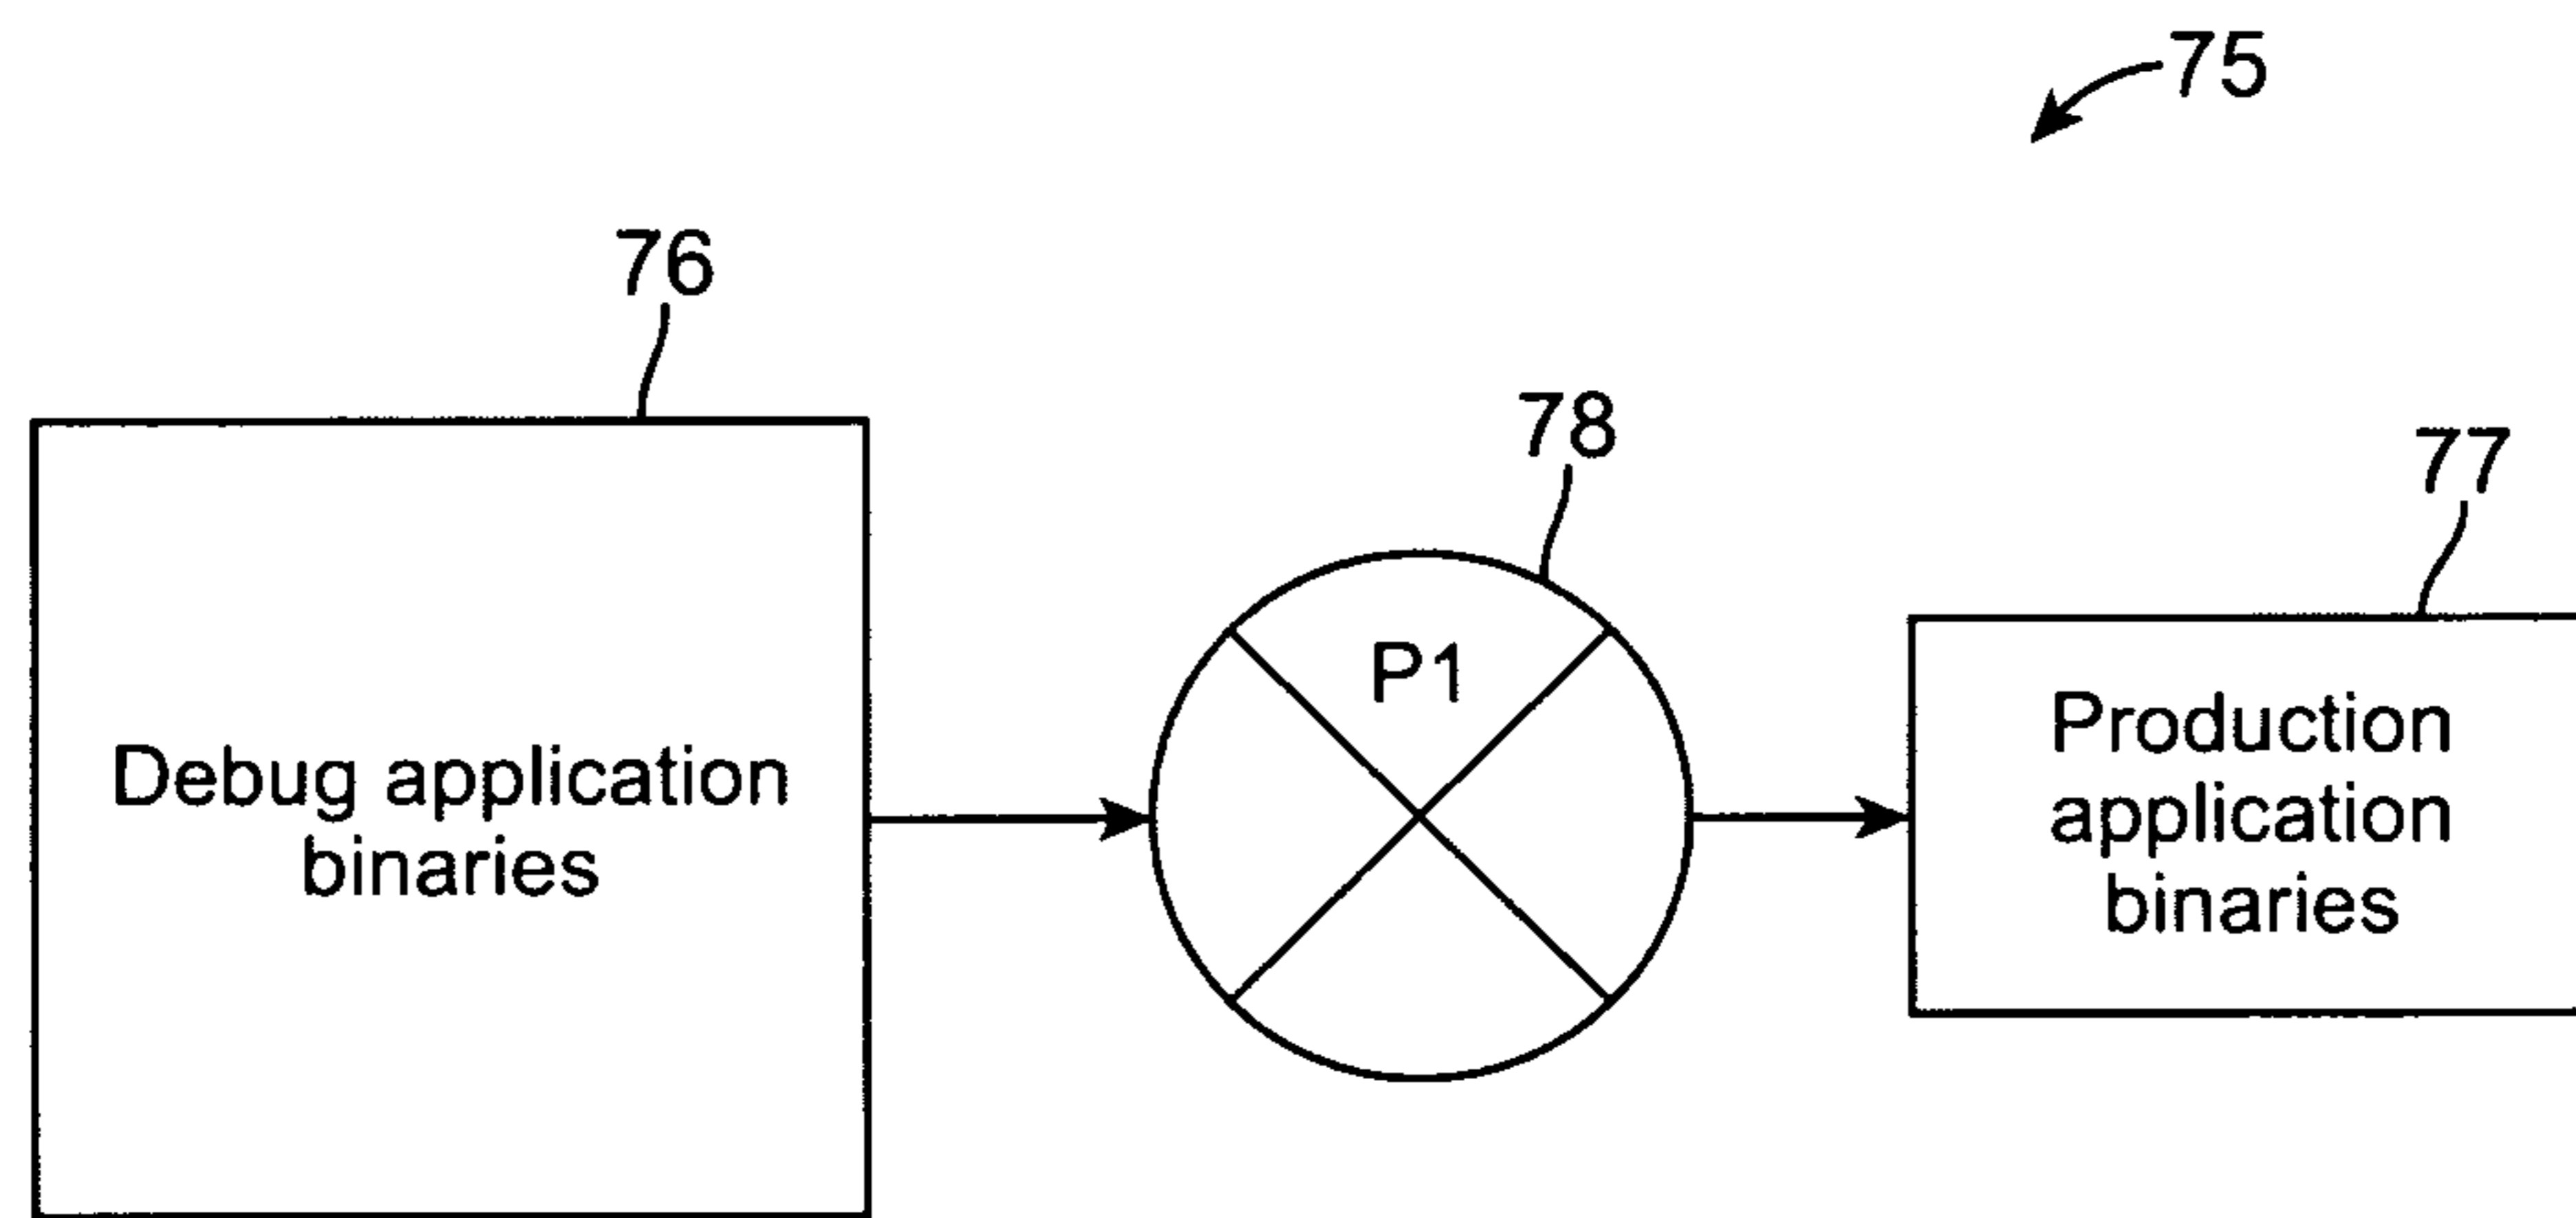 75
76
78
77
P1
Debug application
binaries
Production
application
binaries